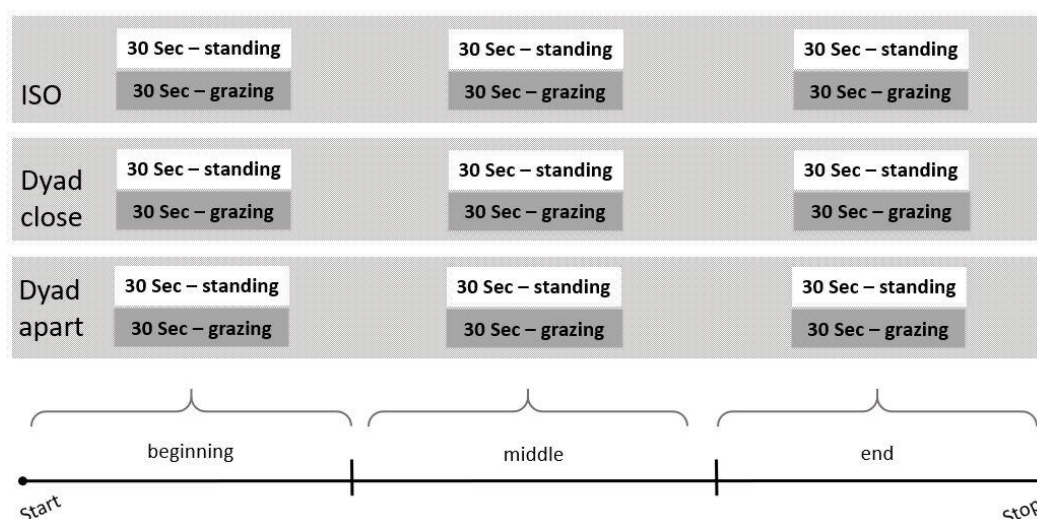 30 Sec – standing 30 Sec – standing 30 Sec – standing
ISO 30 Sec – grazing 30 Sec – grazing 30 Sec – grazing
Dyad 30 Sec – standing 30 Sec – standing 30 Sec – standing
close 30 Sec – grazing 30 Sec – grazing 30 Sec – grazing
Dyad 30 Sec – standing 30 Sec – standing 30 Sec – standing
apart 30 Sec – grazing 30 Sec – grazing 30 Sec – grazing
beginning middle end
Start Stop